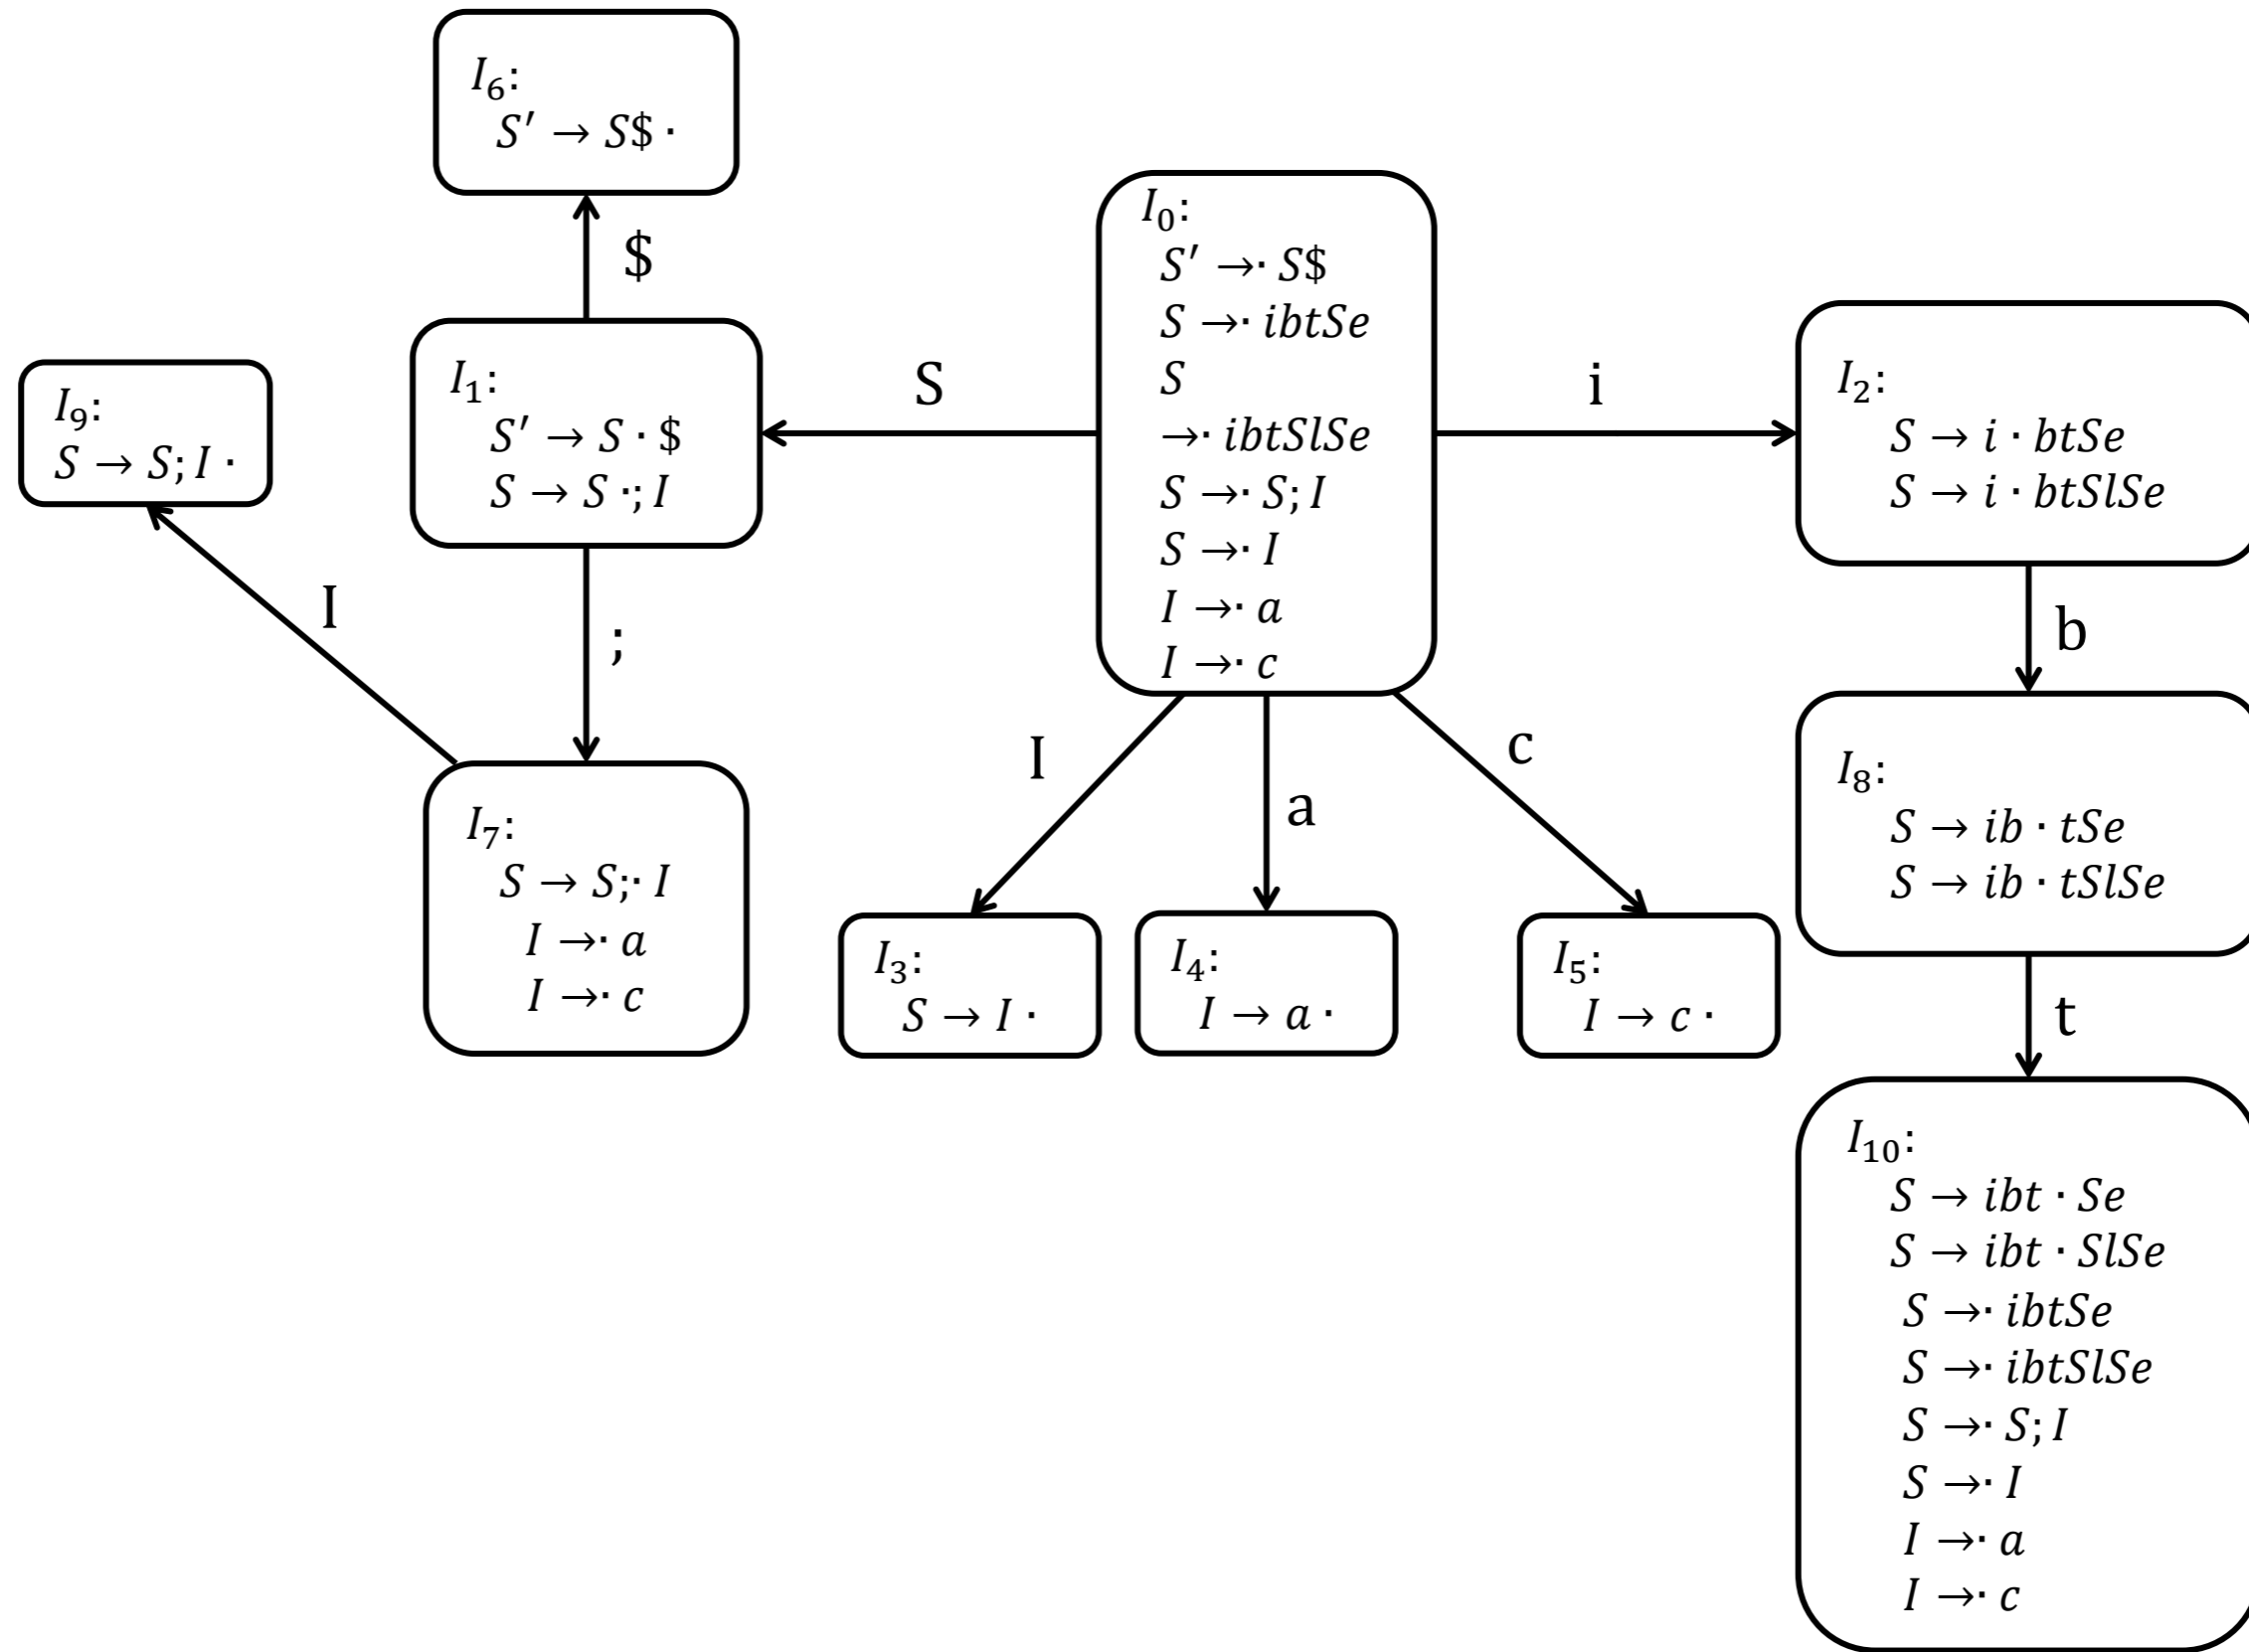 I₆:
S′ → S$ ·
$
I₀:
S′ →· S$
S →· ibtSe
S
→· ibtSlSe
S →· S; I
S →· I
I →· a
I →· c
S
i
I₁:
S′ → S · $
S → S ·; I
I₉:
S → S; I ·
I
;
I₇:
S → S;· I
I →· a
I →· c
I
a
c
I₃:
S → I ·
I₄:
I → a ·
I₅:
I → c ·
I₂:
S → i · btSe
S → i · btSlSe
b
I₈:
S → ib · tSe
S → ib · tSlSe
t
I₁₀:
S → ibt · Se
S → ibt · SlSe
S →· ibtSe
S →· ibtSlSe
S →· S; I
S →· I
I →· a
I →· c